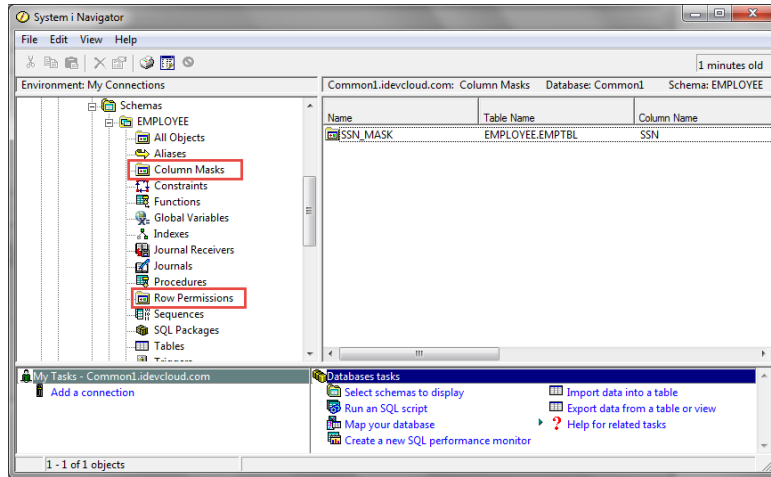 System i Navigator
File Edit View Help
1 minutes old
Environment: My Connections
Common1.idevcloud.com: Column Masks Database: Common1 Schema: EMPLOYEE
Schemas
EMPLOYEE
All Objects
Aliases
Column Masks
Constraints
Functions
Global Variables
Indexes
Journal Receivers
Journals
Procedures
Row Permissions
Sequences
SQL Packages
Tables
Triggers
Name Table Name Column Name
SSN_MASK EMPLOYEE.EMPTBL SSN
My Tasks - Common1.idevcloud.com
Add a connection
Databases tasks
Select schemas to display
Run an SQL script
Map your database
Create a new SQL performance monitor
Import data into a table
Export data from a table or view
Help for related tasks
1 - 1 of 1 objects